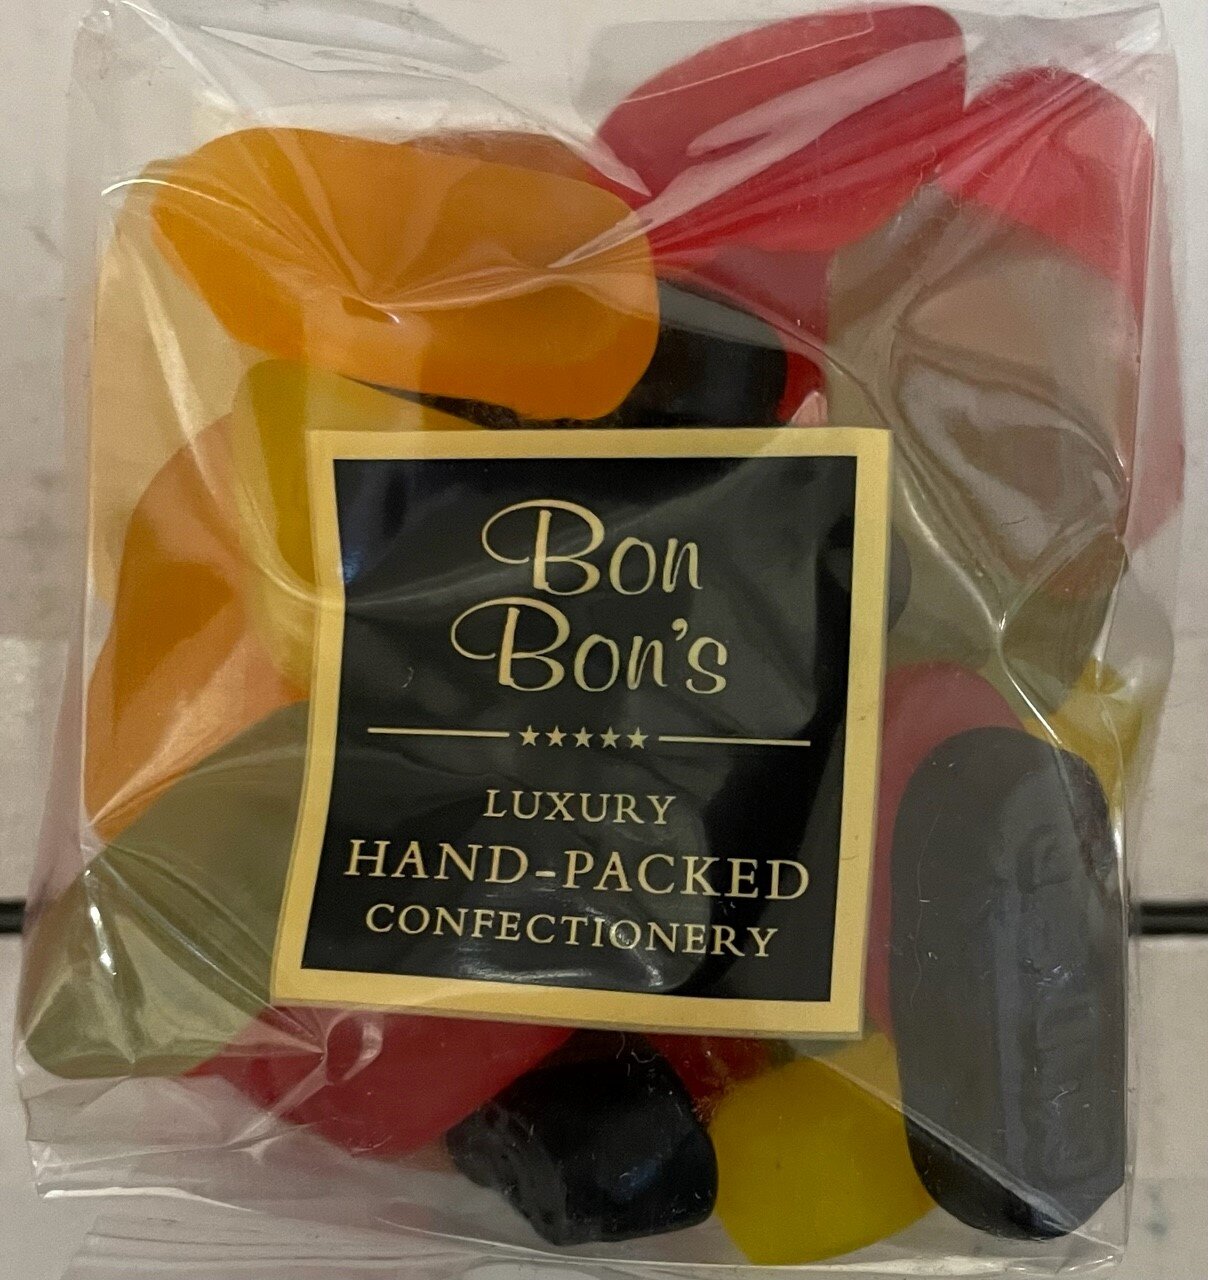 Bon
Bon's
LUXURY
HAND-PACKED
CONFECTIONERY